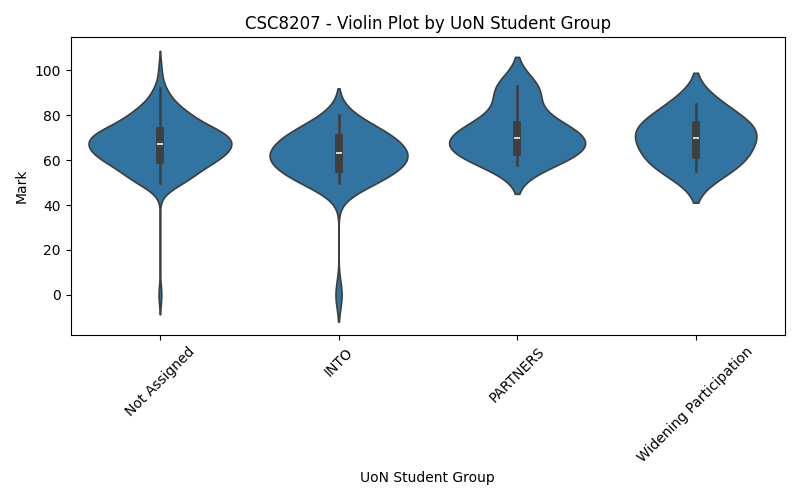 CSC8207 - Violin Plot by UoN Student Group
Mark
100
80
60
40
20
0
Not Assigned
INTO
PARTNERS
Widening Participation
UoN Student Group